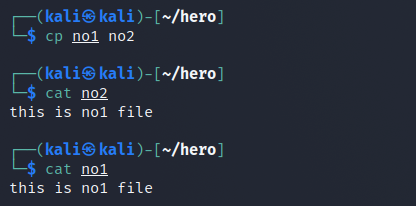 ┌──(kali㉿kali)-[~/hero]
└─$ cp no1 no2
┌──(kali㉿kali)-[~/hero]
└─$ cat no2
this is no1 file
┌──(kali㉿kali)-[~/hero]
└─$ cat no1
this is no1 file